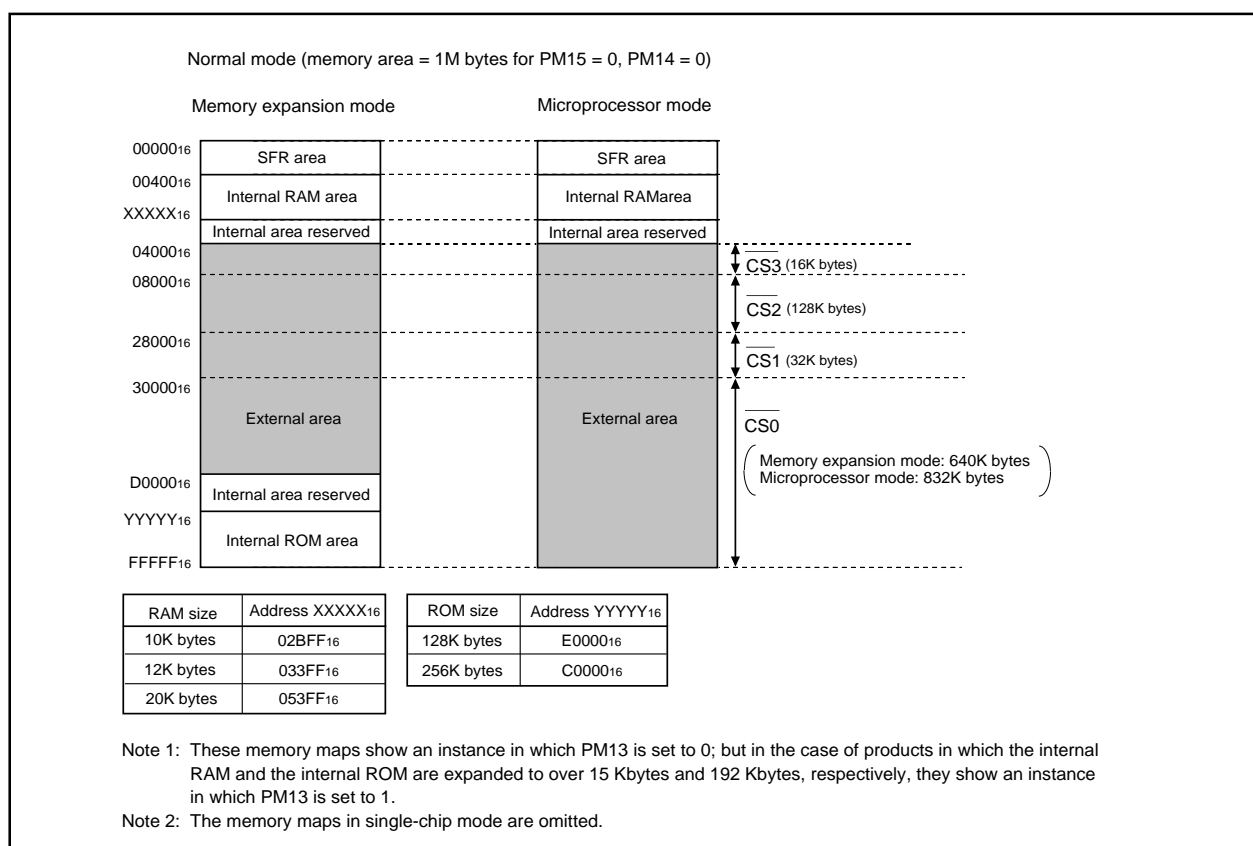 Normal mode (memory area = 1M bytes for PM15 = 0, PM14 = 0)
Memory expansion mode
Microprocessor mode
0000016
0040016
XXXXX16
0400016
0800016
2800016
3000016
D000016
YYYYY16
FFFFF16
SFR area
Internal RAM area
Internal area reserved
External area
Internal area reserved
Internal ROM area
SFR area
Internal RAMarea
Internal area reserved
External area
CS3 (16K bytes)
CS2 (128K bytes)
CS1 (32K bytes)
CS0
Memory expansion mode: 640K bytes
Microprocessor mode: 832K bytes
RAM size Address XXXXX16
10K bytes 02BFF16
12K bytes 033FF16
20K bytes 053FF16
ROM size Address YYYYY16
128K bytes E000016
256K bytes C000016
Note 1: These memory maps show an instance in which PM13 is set to 0; but in the case of products in which the internal
RAM and the internal ROM are expanded to over 15 Kbytes and 192 Kbytes, respectively, they show an instance
in which PM13 is set to 1.
Note 2: The memory maps in single-chip mode are omitted.